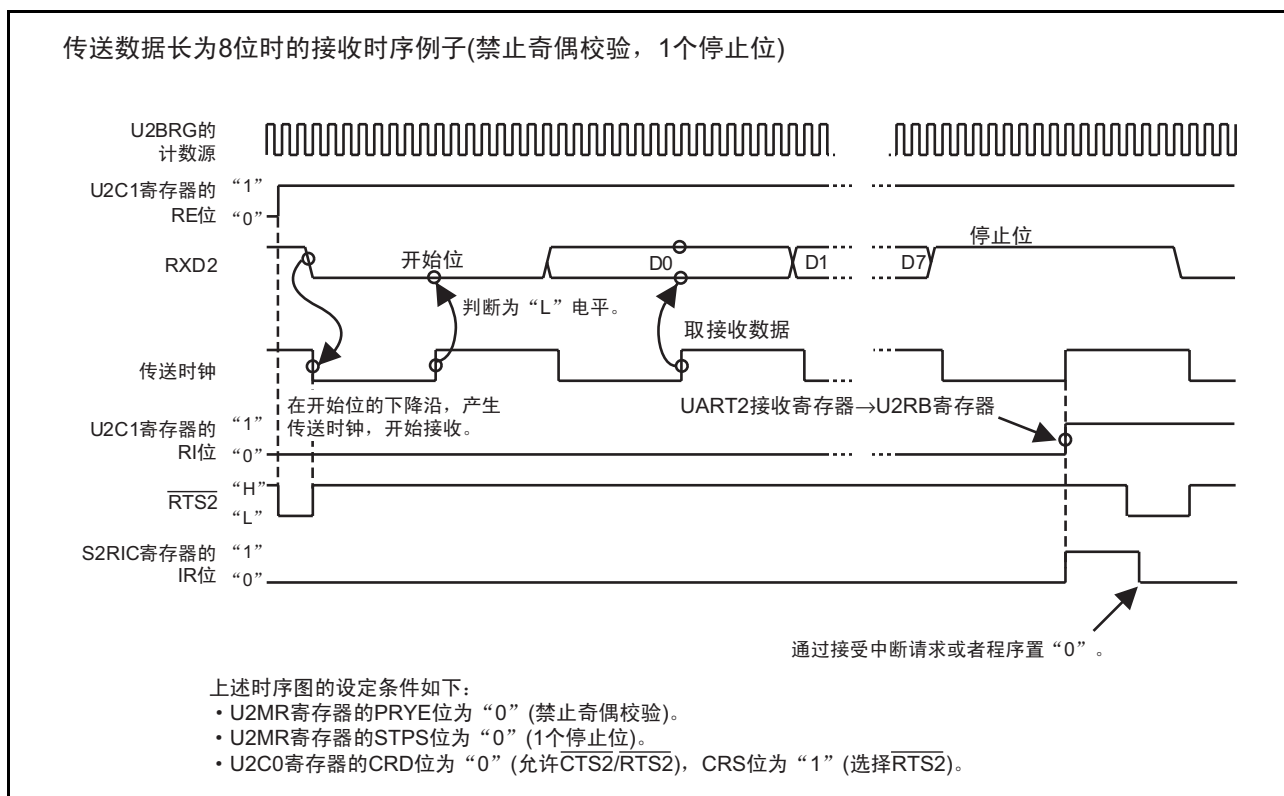 传送数据长为8位时的接收时序例子(禁止奇偶校验，1个停止位)
U2BRG的
计数源
U2C1寄存器的
RE位
“1”
“0”
RXD2
开始位
D0
D1
D7
停止位
判断为“L”电平。
取接收数据
传送时钟
在开始位的下降沿，产生
传送时钟，开始接收。
UART2接收寄存器→U2RB寄存器
U2C1寄存器的
RI位
“1”
“0”
RTS2
“H”
“L”
S2RIC寄存器的
IR位
“1”
“0”
通过接受中断请求或者程序置“0”。
上述时序图的设定条件如下：
・U2MR寄存器的PRYE位为“0”(禁止奇偶校验)。
・U2MR寄存器的STPS位为“0”(1个停止位)。
・U2C0寄存器的CRD位为“0”(允许CTS2/RTS2)，CRS位为“1”(选择RTS2)。